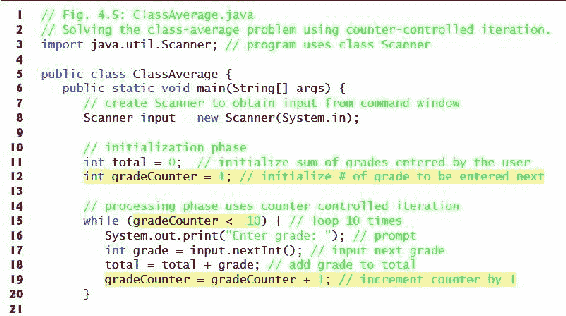 1 // Fig. 4.5: ClassAverage.java
2 // Solving the class-average problem using counter-controlled iteration.
3 import java.util.Scanner; // program uses class Scanner
4
5 public class ClassAverage {
6 public static void main(String[] args) {
7 // create Scanner to obtain input from command window
8 Scanner input new Scanner(System.in);
9
10 // initialization phase
11 int total = 0; // initialize sum of grades entered by the user
12 int gradeCounter = 1; // initialize # of grade to be entered next
13
14 // processing phase uses counter controlled iteration
15 while (gradeCounter < 10) { // loop 10 times
16 System.out.print("Enter grade: "); // prompt
17 int grade = input.nextInt(); // input next grade
18 total = total + grade; // add grade to total
19 gradeCounter = gradeCounter + 1; // increment counter by 1
20 }
21